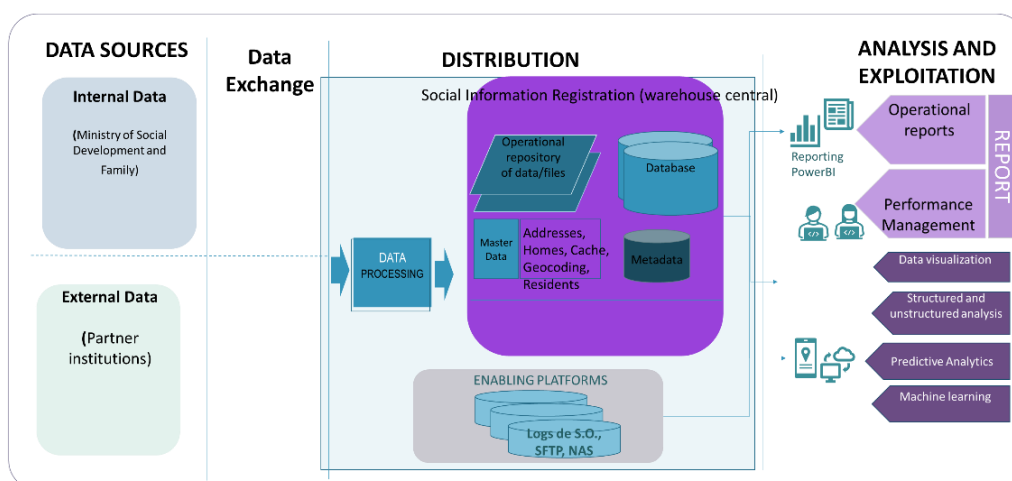 DATA SOURCES
Internal Data
(Ministry of Social
Development and
Family)
External Data
(Partner
institutions)
Data
Exchange
DISTRIBUTION
Social Information Registration (warehouse central)
Operational
repository
of data/files
Database
Master
Data
Addresses,
Homes, Cache,
Geocoding,
Residents
Metadata
DATA
PROCESSING
ENABLING PLATFORMS
Logs de S.O.,
SFTP, NAS
ANALYSIS AND
EXPLOITATION
Reporting
PowerBI
Operational
reports
Performance
Management
REPORT
Data visualization
Structured and
unstructured analysis
Predictive Analytics
Machine learning